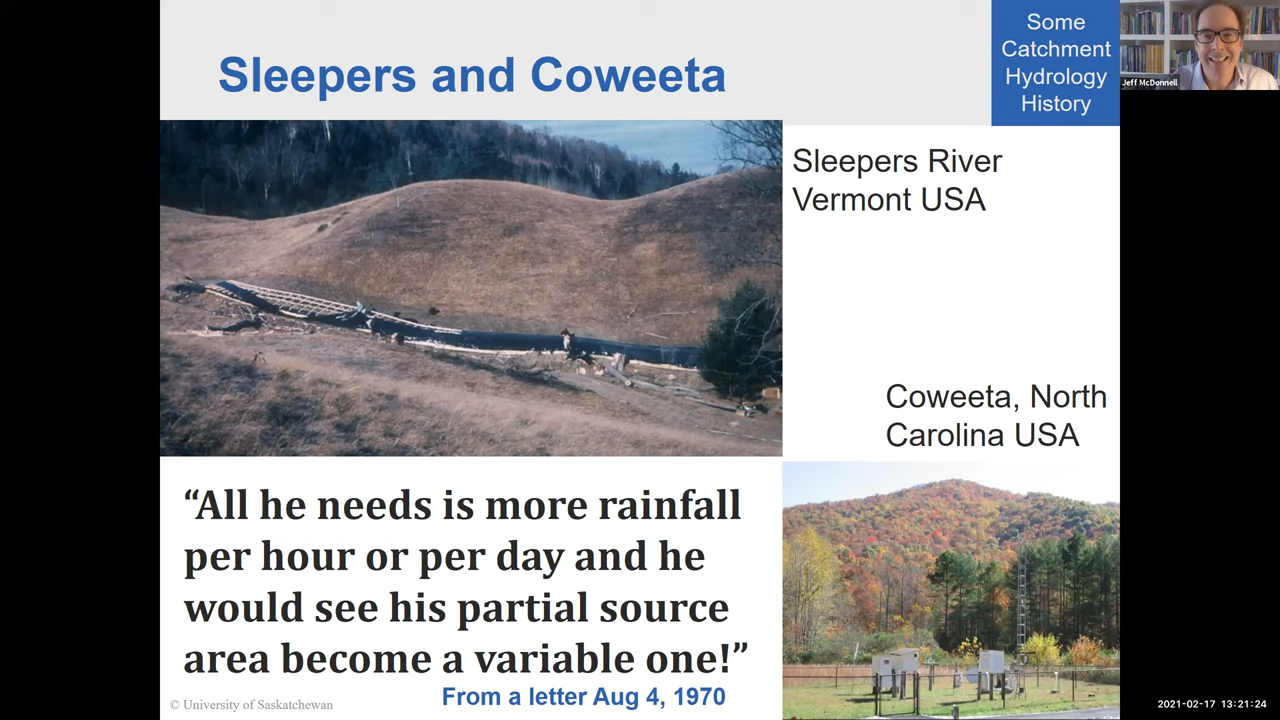 Sleepers and Coweeta
Some
Catchment
Hydrology
History
Jeff McDonnell
Sleepers River
Vermont USA
Coweeta, North
Carolina USA
“All he needs is more rainfall
per hour or per day and he
would see his partial source
area become a variable one!”
From a letter Aug 4, 1970
© University of Saskatchewan
2021-02-17 13:21:24